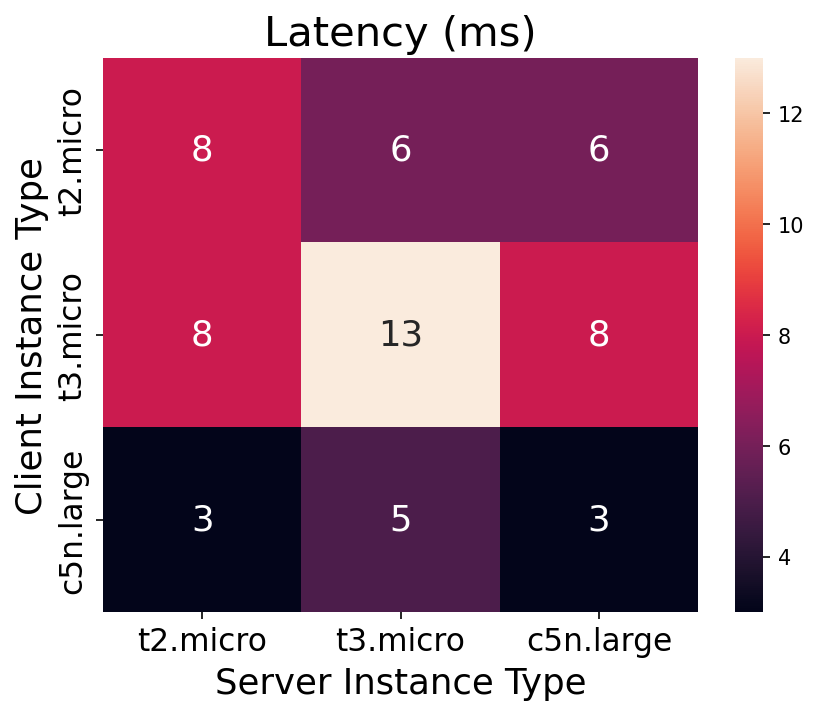 Latency (ms)
Client Instance Type
t2.micro
8
6
6
t3.micro
8
13
8
c5n.large
3
5
3
t2.micro
t3.micro
c5n.large
Server Instance Type
12
10
8
6
4